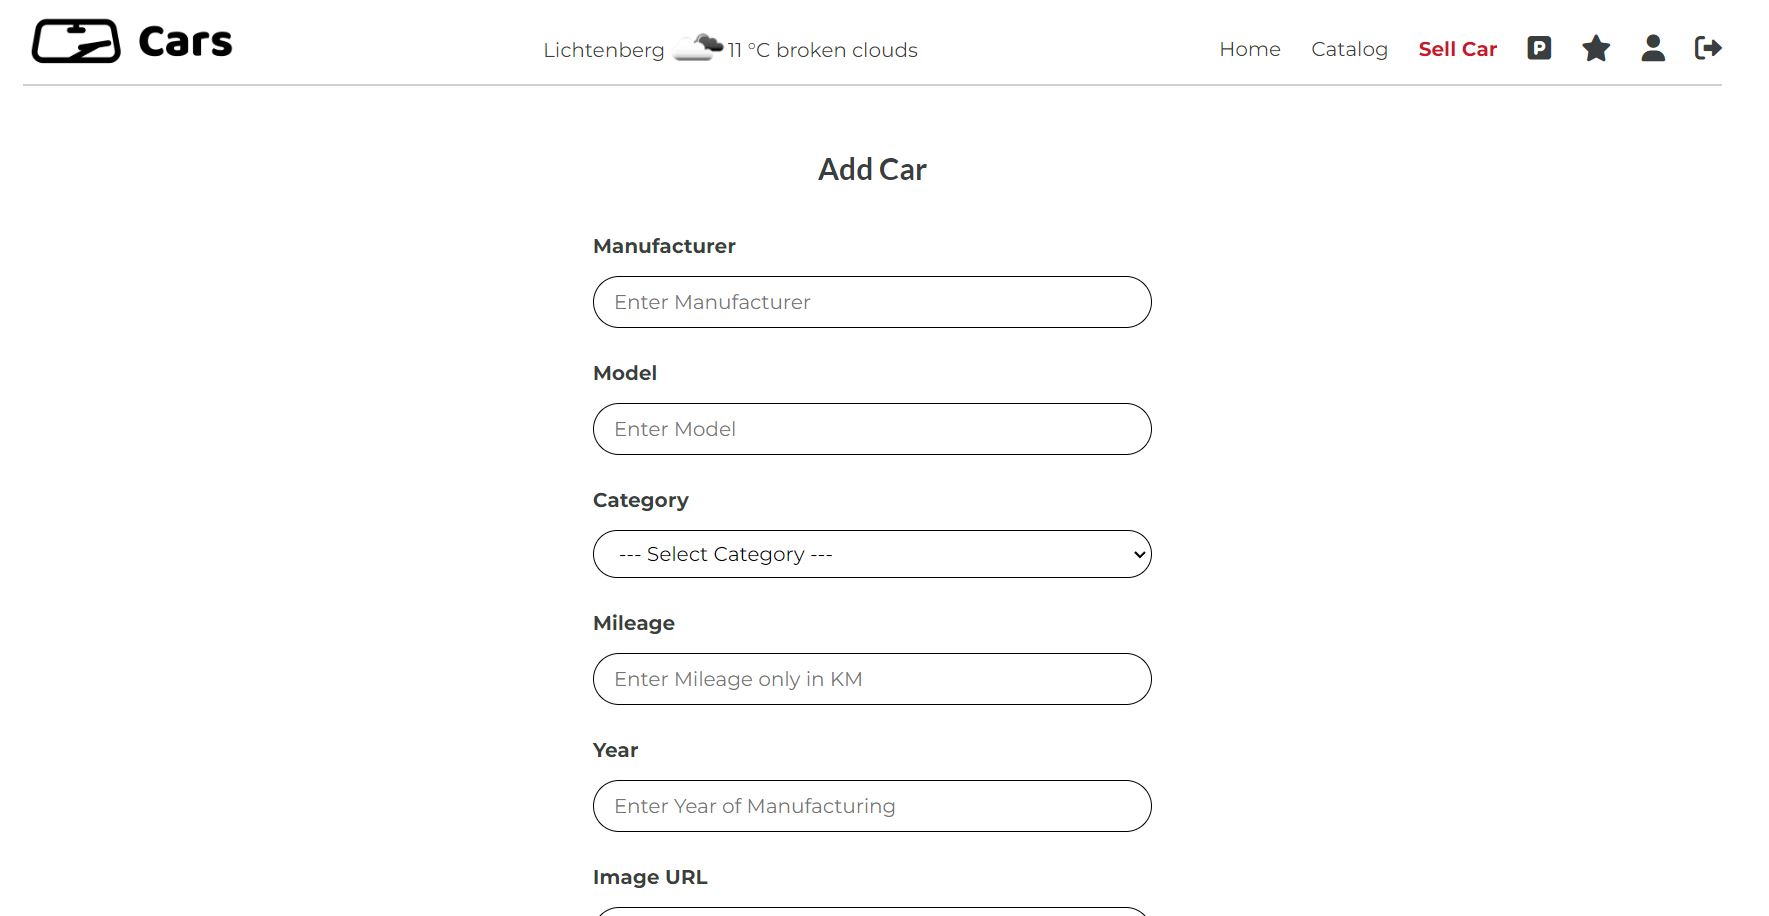 Cars
Lichtenberg 11 °C broken clouds
Home Catalog Sell Car P
Add Car
Manufacturer
Enter Manufacturer
Model
Enter Model
Category
--- Select Category ---
Mileage
Enter Mileage only in KM
Year
Enter Year of Manufacturing
Image URL